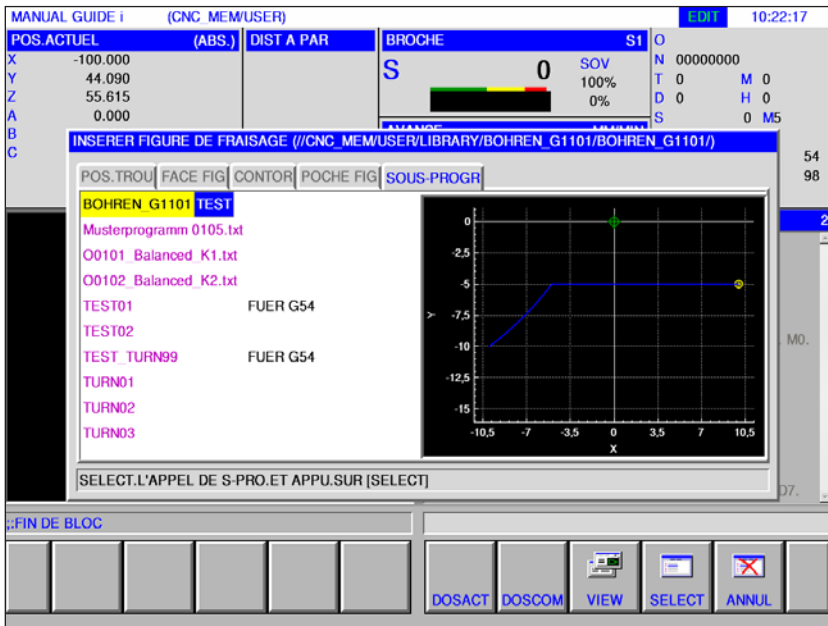 MANUAL GUIDE i (CNC_MEM/USER) EDIT 10:22:17
POS.ACTUEL (ABS.) DIST A PAR BROCHE S1 O
X -100.000
Y 44.090
Z 55.615
A 0.000
B
C
S 0 SOV
100%
0%
N 00000000
T 0 M 0
D 0 H 0
S 0 M5
54
98
INSERER FIGURE DE FRAISAGE (//CNC_MEM/USER/LIBRARY/BOHREN_G1101/BOHREN_G1101/)
POS.TROU FACE FIG CONTOR POCHE FIG SOUS-PROGR
BOHREN_G1101 TEST
Musterprogramm 0105.txt
O0101_Balanced_K1.txt
O0102_Balanced_K2.txt
TEST01 FUER G54
TEST02
TEST_TURN99 FUER G54
TURN01
TURN02
TURN03
0
-2,5
-5
-7,5
-10
-12,5
-15
Y
-10,5 -7 -3,5 0 3,5 7 10,5
X
2
M0.
D7.
SELECT.L'APPEL DE S-PRO.ET APPU.SUR [SELECT]
;:FIN DE BLOC
DOSACT DOSCOM VIEW SELECT ANNUL